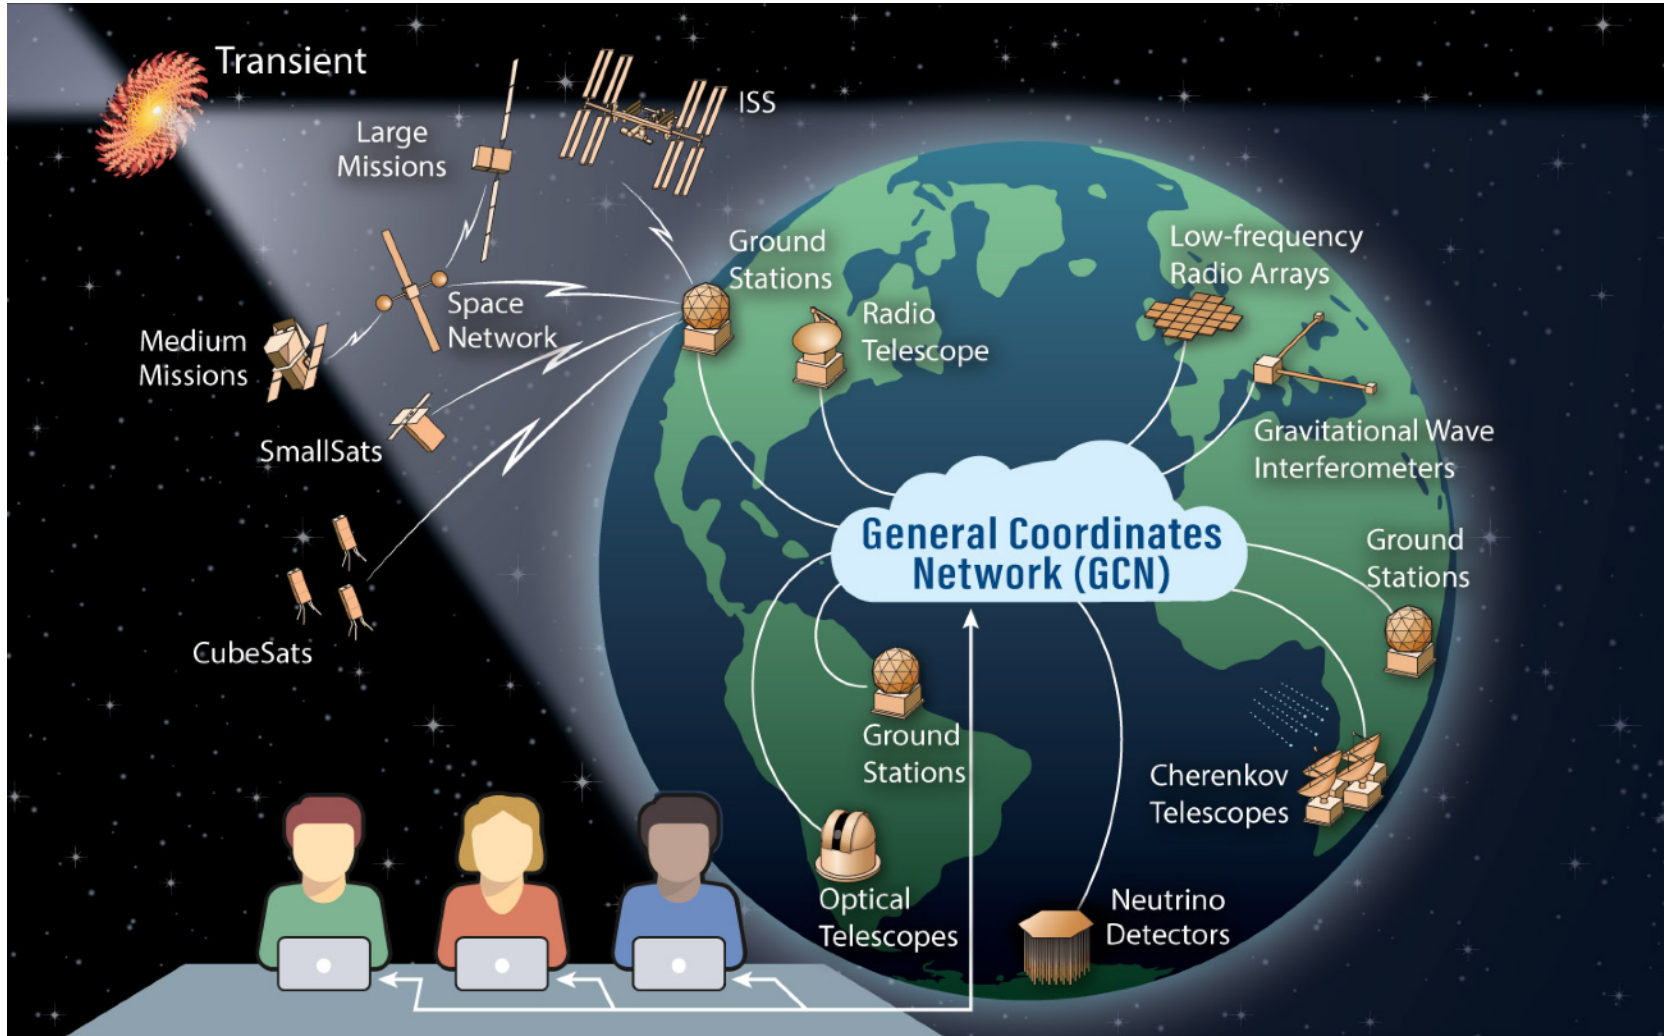 Transient
Large
Missions
ISS
Ground
Stations
Low-frequency
Radio Arrays
Space
Network
Radio
Telescope
Medium
Missions
SmallSats
Gravitational Wave
Interferometers
General Coordinates
Network (GCN)
Ground
Stations
CubeSats
Ground
Stations
Cherenkov
Telescopes
Optical
Telescopes
Neutrino
Detectors